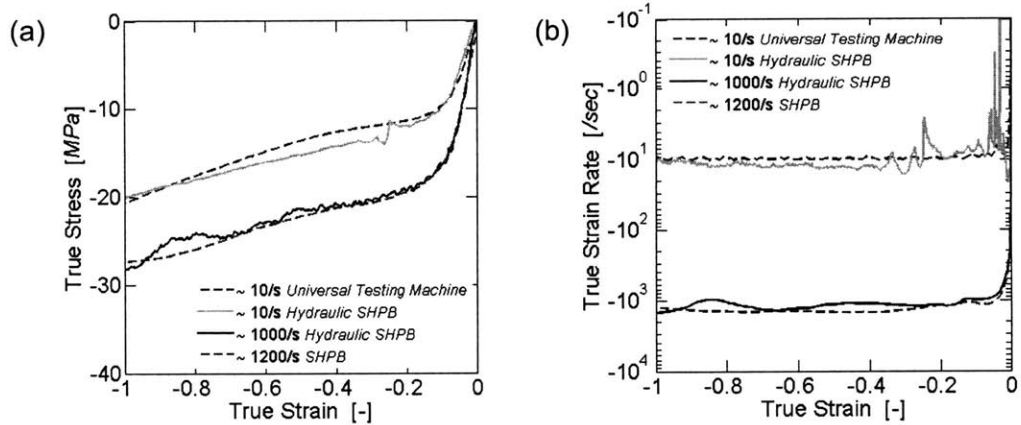 (a)
True Stress [MPa]
0
-10
-20
-30
-40
~ 10/s Universal Testing Machine
~ 10/s Hydraulic SHPB
~ 1000/s Hydraulic SHPB
~ 1200/s SHPB
-1 -0.8 -0.6 -0.4 -0.2 0
True Strain [-]
(b)
True Strain Rate [/sec]
-10^-1
-10^0
-10^1
-10^2
-10^3
-10^4
~ 10/s Universal Testing Machine
~ 10/s Hydraulic SHPB
~ 1000/s Hydraulic SHPB
~ 1200/s SHPB
-1 -0.8 -0.6 -0.4 -0.2 0
True Strain [-]